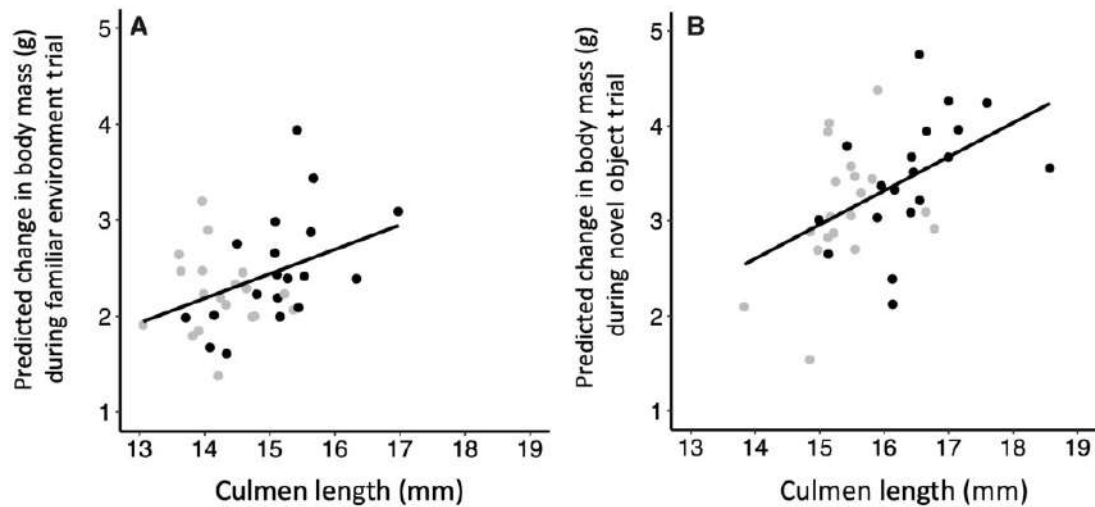 A
Predicted change in body mass (g)
during familiar environment trial
5
4
3
2
1
13 14 15 16 17 18 19
Culmen length (mm)
B
Predicted change in body mass (g)
during novel object trial
5
4
3
2
1
13 14 15 16 17 18 19
Culmen length (mm)